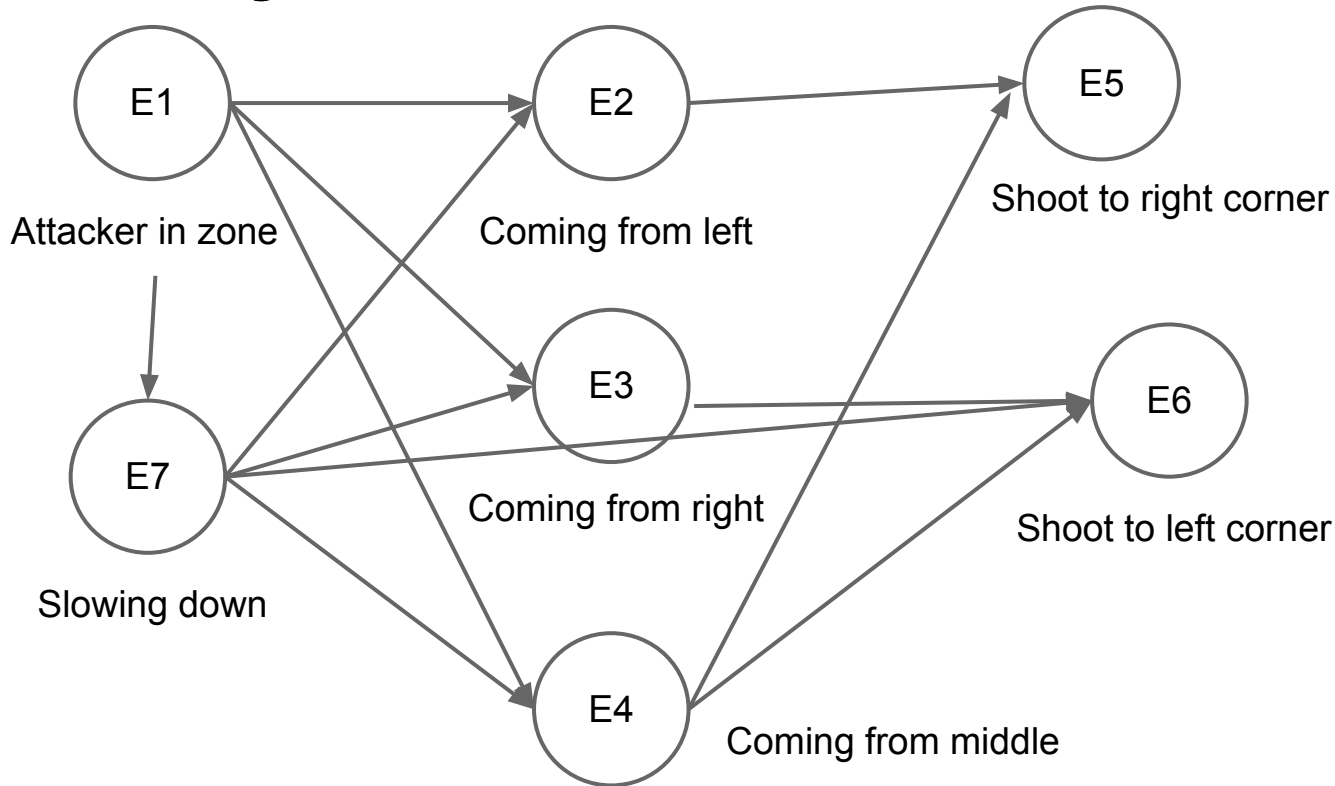 E1
E2
E5
Attacker in zone
Coming from left
Shoot to right corner
E3
E6
E7
Coming from right
Shoot to left corner
Slowing down
E4
Coming from middle